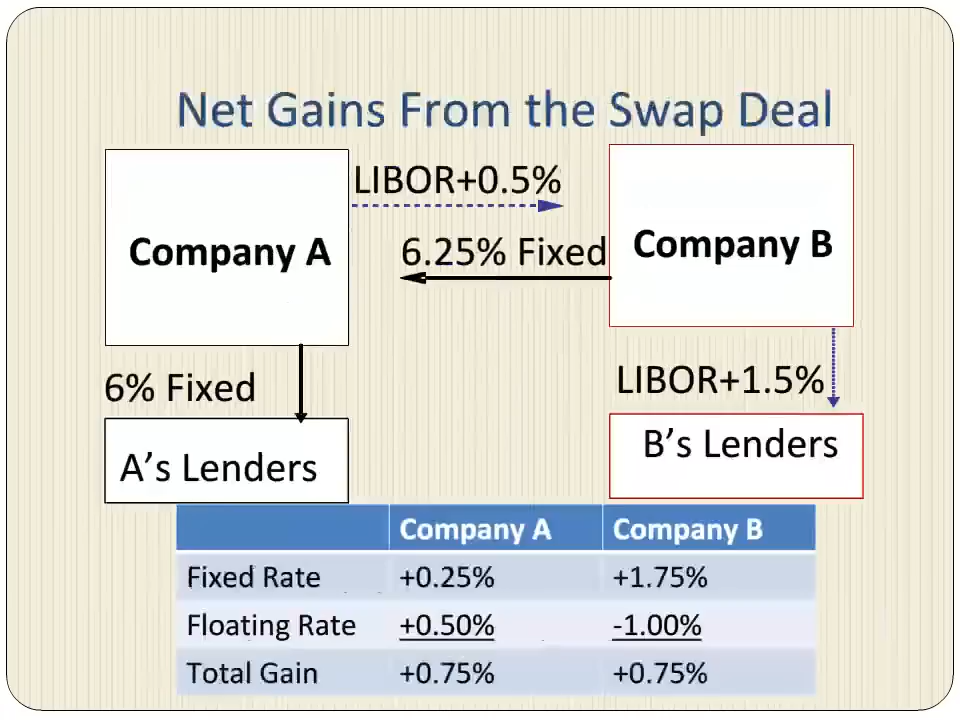 Net Gains From the Swap Deal
LIBOR+0.5%
Company A
6.25% Fixed
Company B
6% Fixed
LIBOR+1.5%
A’s Lenders
B’s Lenders
Company A Company B
Fixed Rate +0.25% +1.75%
Floating Rate +0.50% -1.00%
Total Gain +0.75% +0.75%